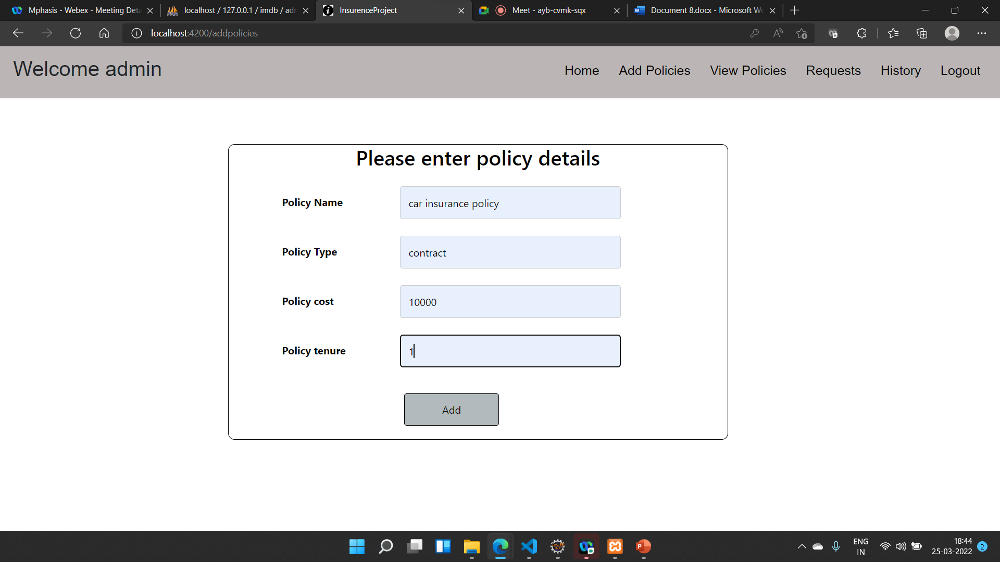 Mphasis - Webex - Meeting Deta
localhost / 127.0.0.1 / imdb / adm
InsurenceProject
Meet - ayb-cvmk-sqx
Document 8.docx - Microsoft Wo
localhost:4200/addpolicies
Welcome admin
Home Add Policies View Policies Requests History Logout
Please enter policy details
Policy Name car insurance policy
Policy Type contract
Policy cost 10000
Policy tenure 1
Add
ENG
IN
18:44
25-03-2022
2